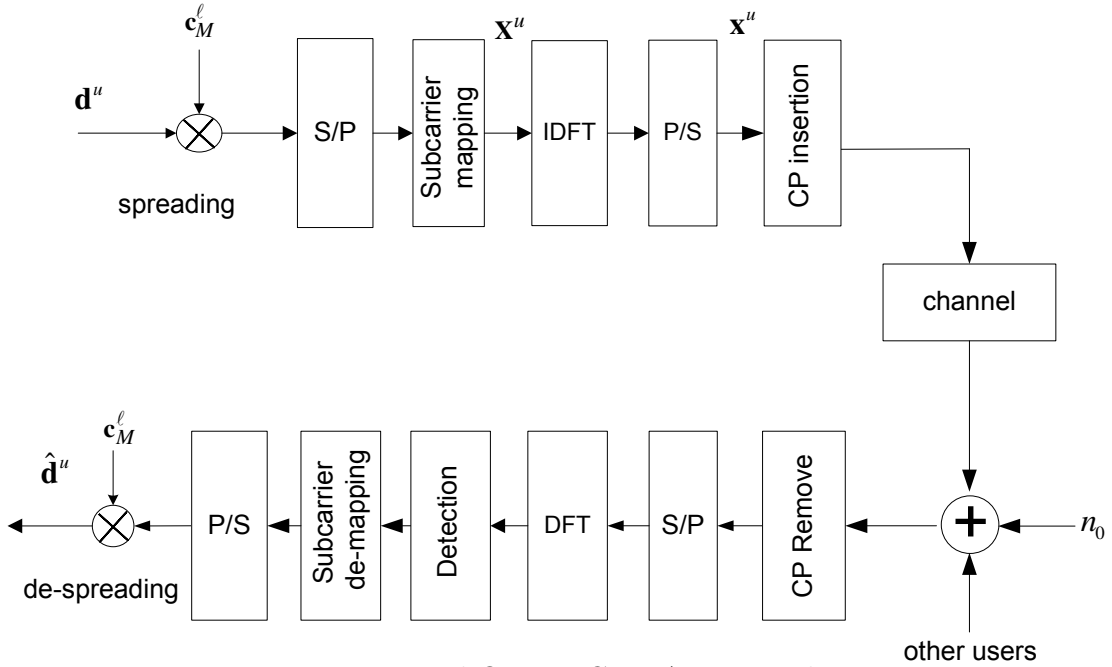 c_M^ℓ
X^u
x^u
d^u
S/P
Subcarrier
mapping
IDFT
P/S
CP insertion
spreading
channel
c_M^ℓ
d̂^u
P/S
Subcarrier
de-mapping
Detection
DFT
S/P
CP Remove
+
n_0
de-spreading
other users